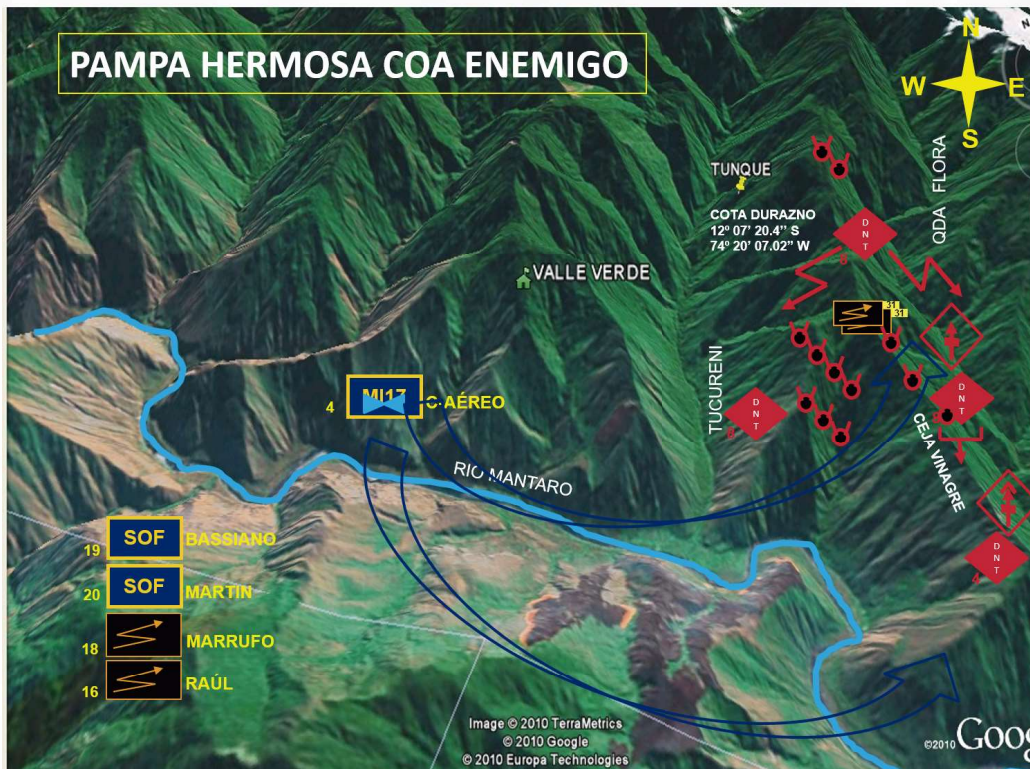 PAMPA HERMOSA COA ENEMIGO
N
W
E
S
TUNQUE
COTA DURAZNO
12º 07' 20.4” S
74º 20' 07.02” W
QDA FLORA
D
N
T
VALLE VERDE
31
31
MI17
4
C-AÉREO
TUCURENI
D
N
T
D
N
T
CEJA VINAGRE
RIO MANTARO
19
SOF
BASSIANO
20
SOF
MARTIN
18
MARRUFO
16
RAÚL
D
N
T
4
Image © 2010 TerraMetrics
© 2010 Google
© 2010 Europa Technologies
©2010 Goog